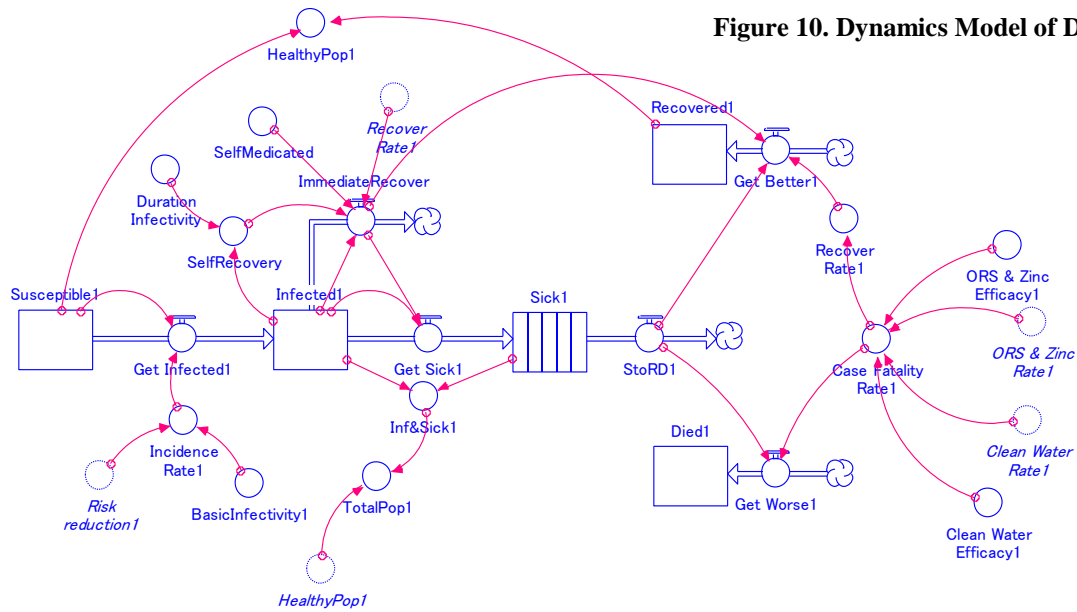 Figure 10. Dynamics Model of D
HealthyPop1
Recovered1
Recover
Rate1
SelfMedicated
ImmediateRecover
Get Better1
Duration
Infectivity
SelfRecovery
Recover
Rate1
ORS & Zinc
Efficacy1
Susceptible1
Infected1
Sick1
ORS & Zinc
Rate1
Get Infected1
Get Sick1
StoRD1
Case Fatality
Rate1
Inf&Sick1
Died1
Incidence
Rate1
Clean Water
Rate1
Risk
reduction1
BasicInfectivity1
TotalPop1
Get Worse1
Clean Water
Efficacy1
HealthyPop1